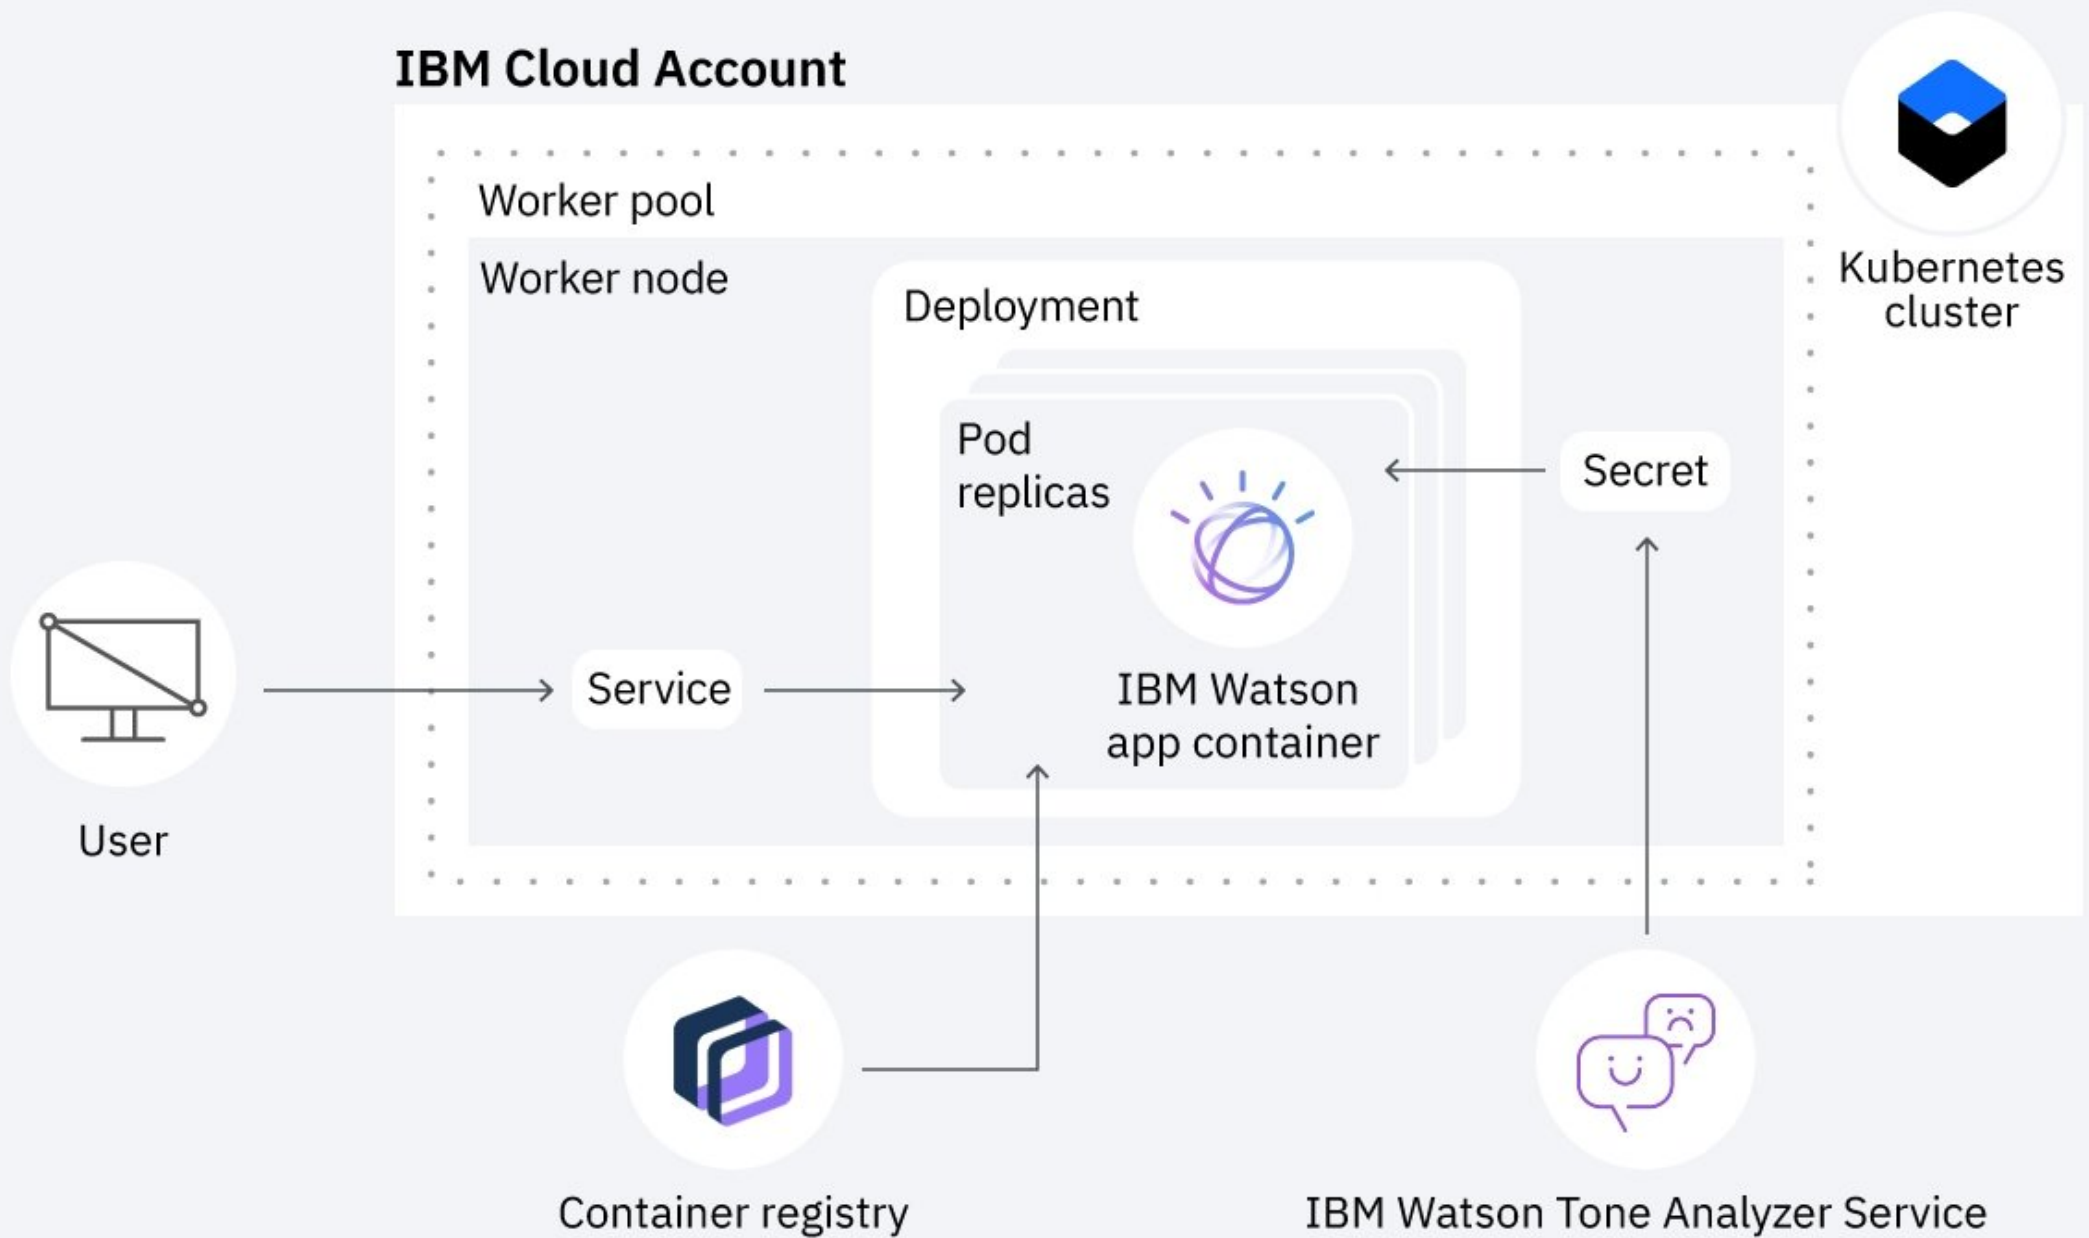 IBM Cloud Account
Worker pool
Worker node
Deployment
Kubernetes
cluster
Pod
replicas
Secret
Service
IBM Watson
app container
User
Container registry
IBM Watson Tone Analyzer Service